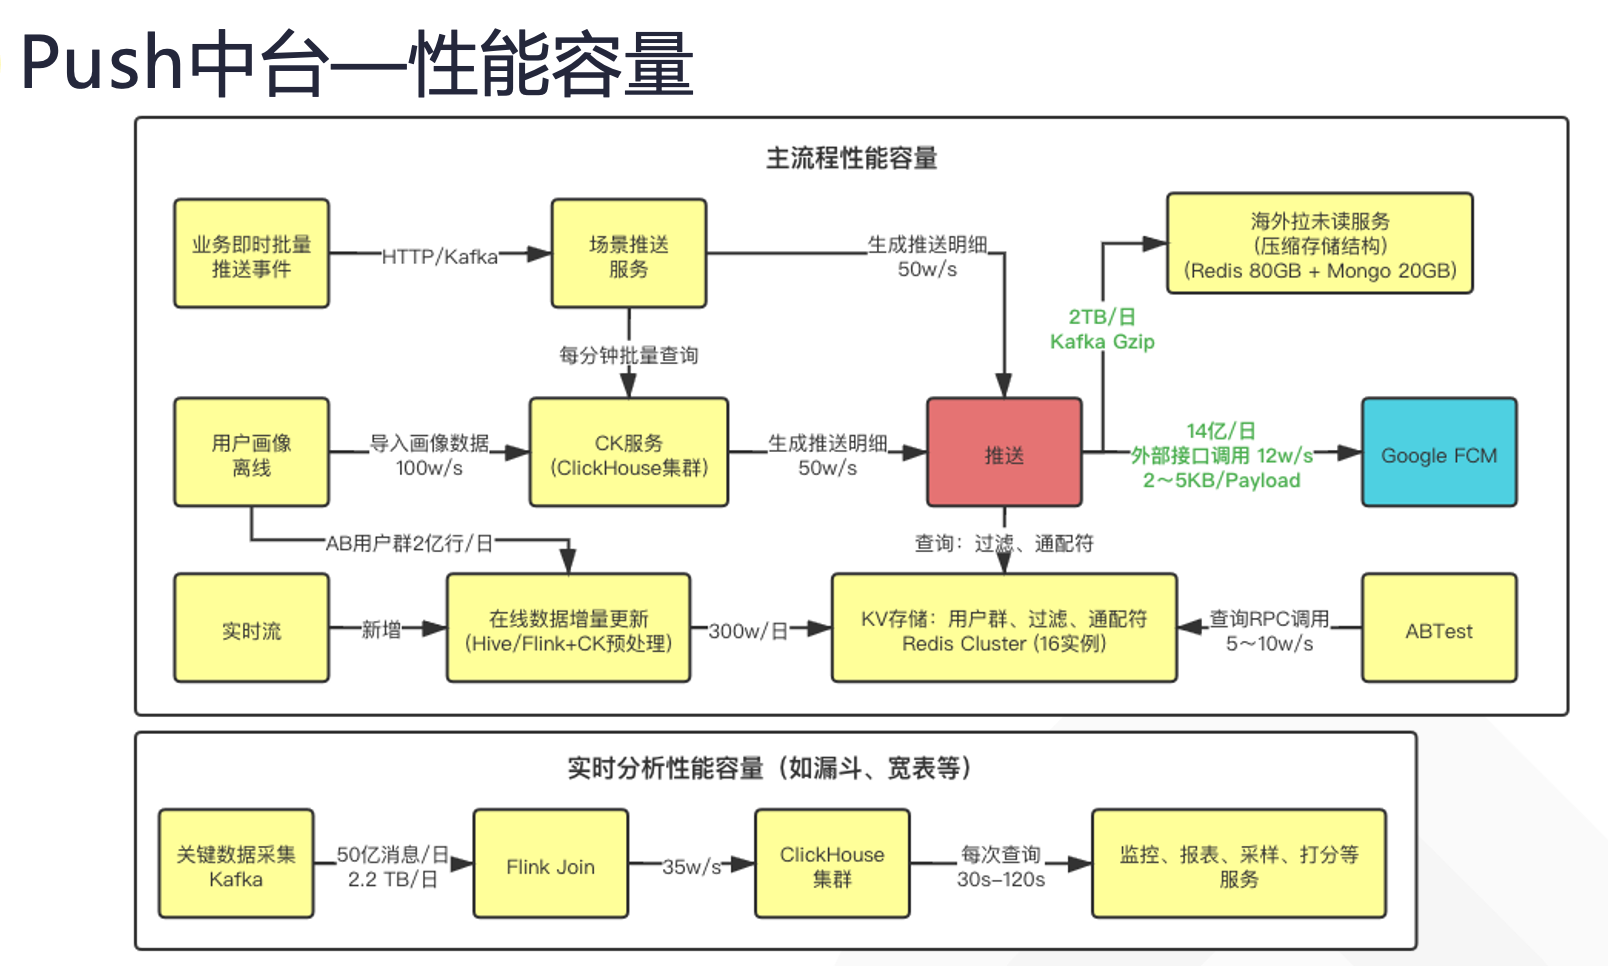 Push中台—性能容量
主流程性能容量
业务即时批量
推送事件
HTTP/Kafka
场景推送
服务
生成推送明细
50w/s
海外拉未读服务
(压缩存储结构)
(Redis 80GB + Mongo 20GB)
2TB/日
Kafka Gzip
每分钟批量查询
用户画像
离线
导入画像数据
100w/s
CK服务
(ClickHouse集群)
生成推送明细
50w/s
推送
14亿/日
外部接口调用 12w/s
2～5KB/Payload
Google FCM
AB用户群2亿行/日
查询：过滤、通配符
实时流
新增
在线数据增量更新
(Hive/Flink+CK预处理)
300w/日
KV存储：用户群、过滤、通配符
Redis Cluster (16实例)
查询RPC调用
5～10w/s
ABTest
实时分析性能容量（如漏斗、宽表等）
关键数据采集
Kafka
50亿消息/日
2.2 TB/日
Flink Join
35w/s
ClickHouse
集群
每次查询
30s–120s
监控、报表、采样、打分等
服务